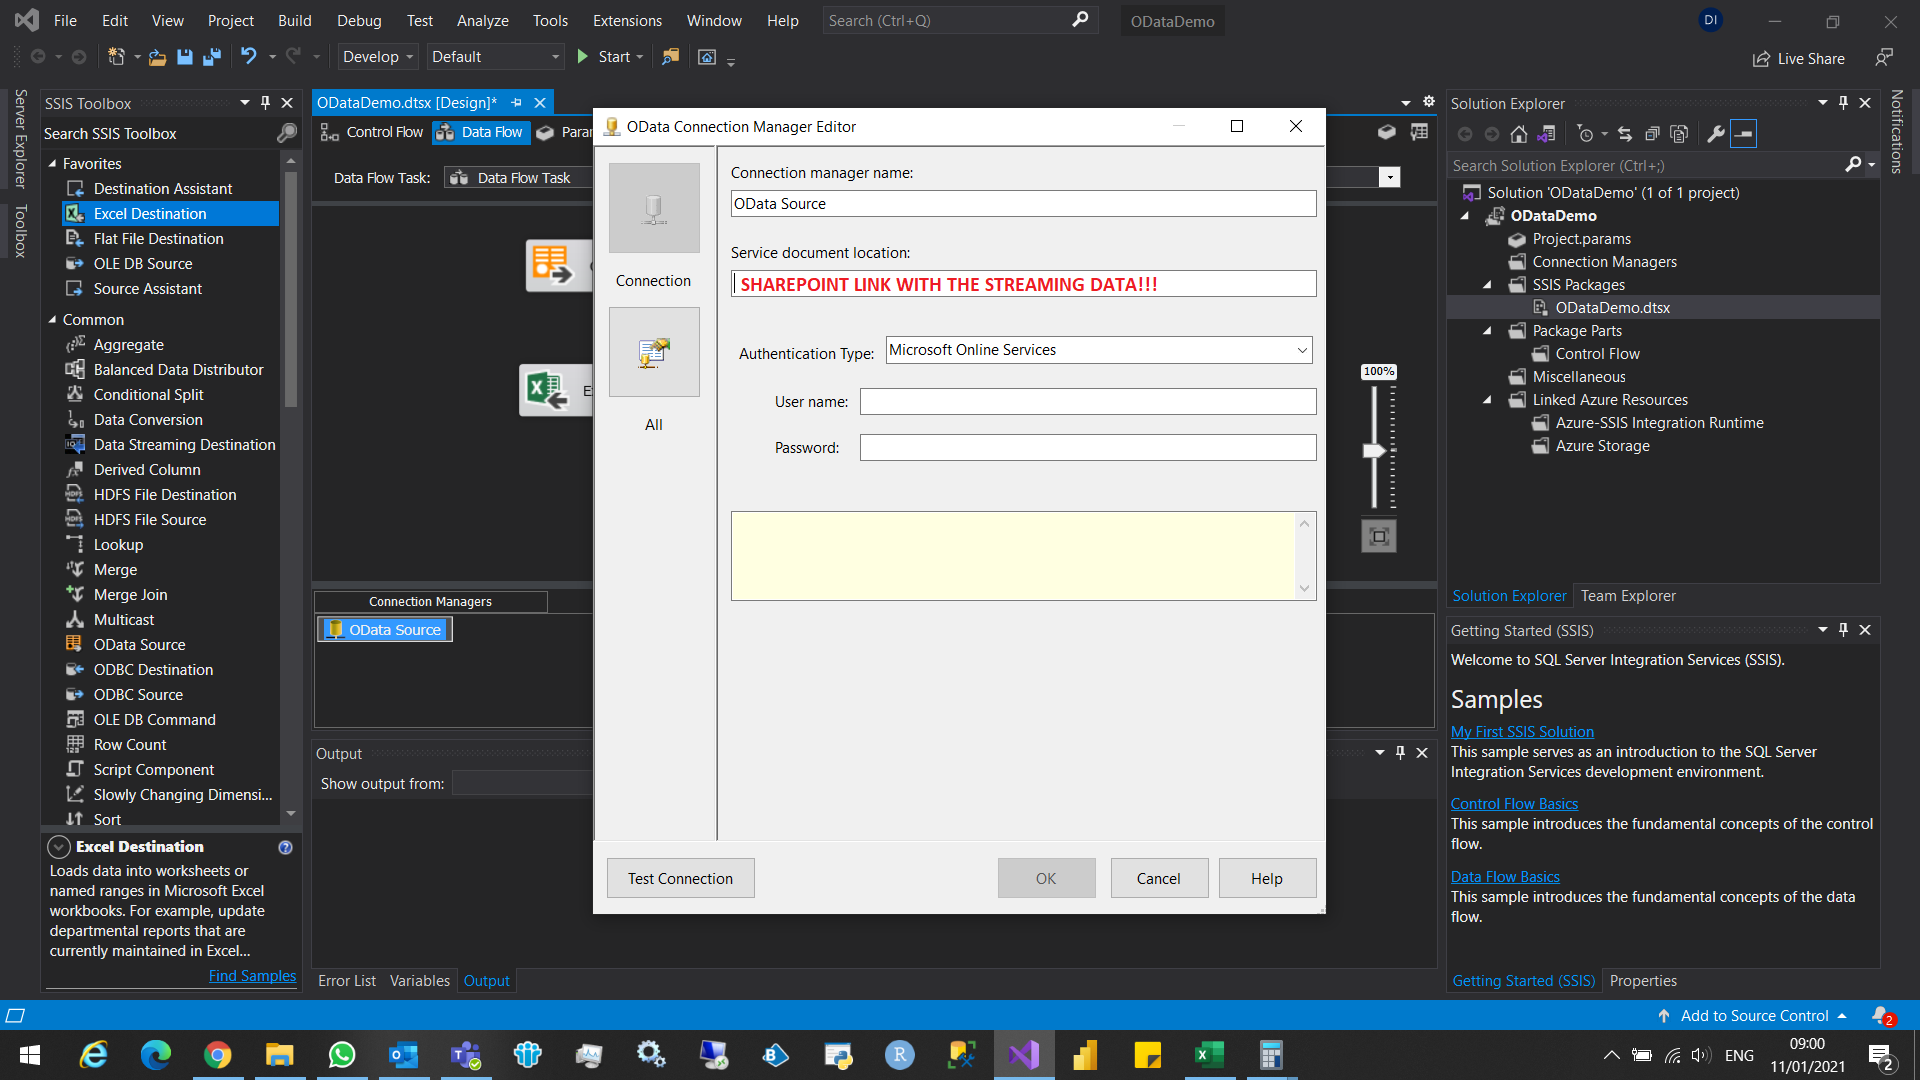 File Edit View Project Build Debug Test Analyze Tools Extensions Window Help Search (Ctrl+Q) ODataDemo DI
Develop Default Start Live Share
Server Explorer
Toolbox
SSIS Toolbox
Search SSIS Toolbox
Favorites
Destination Assistant
Excel Destination
Flat File Destination
OLE DB Source
Source Assistant
Common
Aggregate
Balanced Data Distributor
Conditional Split
Data Conversion
Data Streaming Destination
Derived Column
HDFS File Destination
HDFS File Source
Lookup
Merge
Merge Join
Multicast
OData Source
ODBC Destination
ODBC Source
OLE DB Command
Row Count
Script Component
Slowly Changing Dimensi...
Sort
Excel Destination
Loads data into worksheets or
named ranges in Microsoft Excel
workbooks. For example, update
departmental reports that are
currently maintained in Excel...
Find Samples
ODataDemo.dtsx [Design]*
Control Flow Data Flow Para
Data Flow Task: Data Flow Task
100%
Connection Managers
OData Source
Output
Show output from:
Error List Variables Output
OData Connection Manager Editor
Connection
All
Connection manager name:
OData Source
Service document location:
SHAREPOINT LINK WITH THE STREAMING DATA!!!
Authentication Type: Microsoft Online Services
User name:
Password:
Test Connection OK Cancel Help
Solution Explorer
Search Solution Explorer (Ctrl+;)
Solution 'ODataDemo' (1 of 1 project)
ODataDemo
Project.params
Connection Managers
SSIS Packages
ODataDemo.dtsx
Package Parts
Control Flow
Miscellaneous
Linked Azure Resources
Azure-SSIS Integration Runtime
Azure Storage
Solution Explorer Team Explorer
Getting Started (SSIS)
Welcome to SQL Server Integration Services (SSIS).
Samples
My First SSIS Solution
This sample serves as an introduction to the SQL Server
Integration Services development environment.
Control Flow Basics
This sample introduces the fundamental concepts of the control
flow.
Data Flow Basics
This sample introduces the fundamental concepts of the data
flow.
Getting Started (SSIS) Properties
Notifications
Add to Source Control 2
ENG
09:00
11/01/2021
2